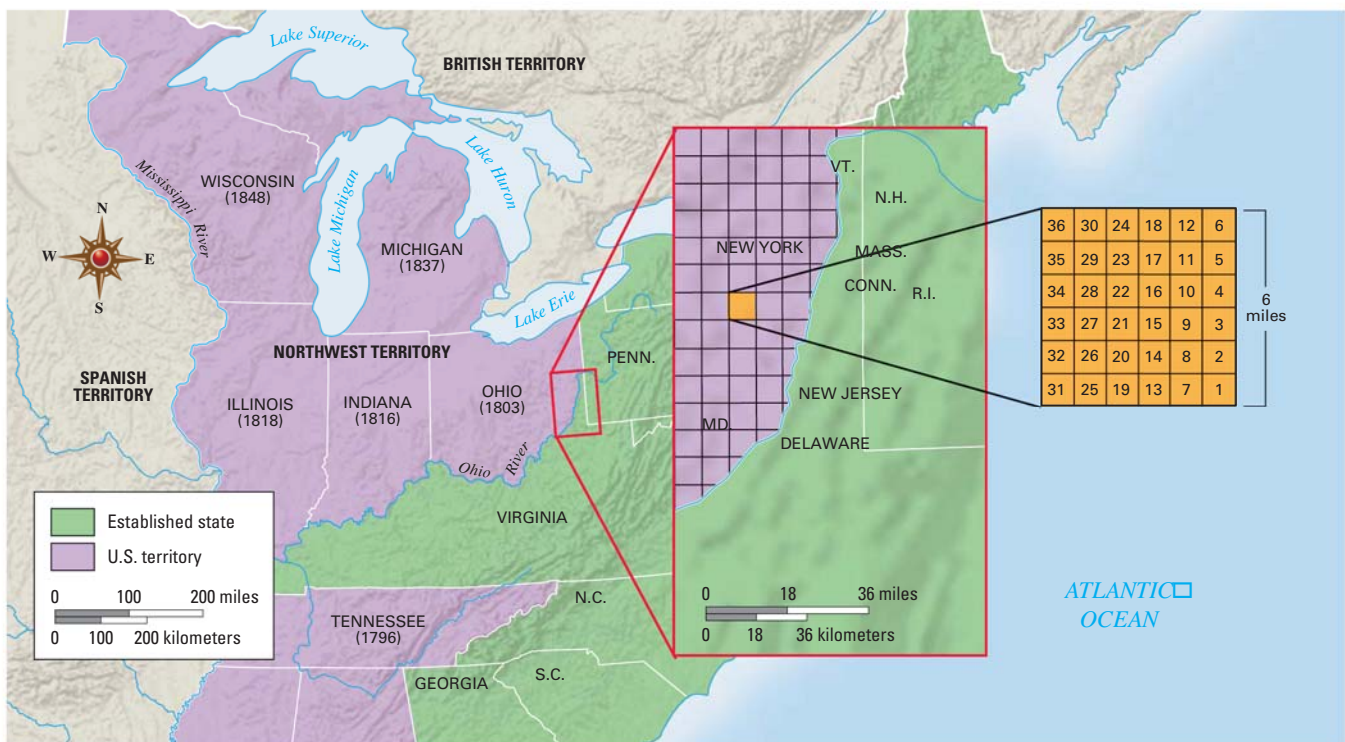 Lake Superior
BRITISH TERRITORY
WISCONSIN
(1848)
Mississippi
River
Lake Michigan
Lake Huron
MICHIGAN
(1837)
N
W
E
S
Lake Erie
NORTHWEST TERRITORY
SPANISH
TERRITORY
ILLINOIS
(1818)
INDIANA
(1816)
OHIO
(1803)
PENN.
Ohio
River
VIRGINIA
TENNESSEE
(1796)
N.C.
S.C.
GEORGIA
Established state
U.S. territory
0 100 200 miles
0 100 200 kilometers
VT.
N.H.
NEW YORK
MASS.
CONN.
R.I.
NEW JERSEY
MD.
DELAWARE
0 18 36 miles
0 18 36 kilometers
36 30 24 18 12 6
35 29 23 17 11 5
34 28 22 16 10 4
33 27 21 15 9 3
32 26 20 14 8 2
31 25 19 13 7 1
6
miles
ATLANTIC
OCEAN